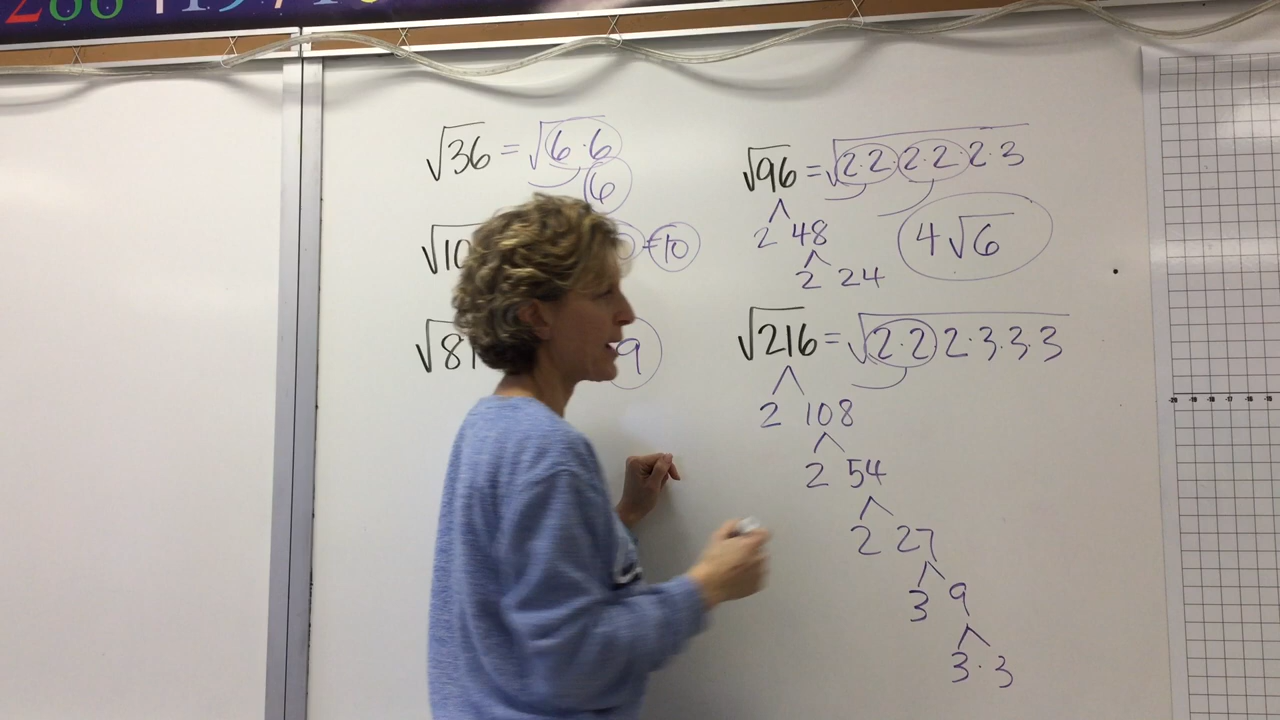 √36 = √6·6
6
√10 = 10
√81 9
√96 = √2·2·2·2·2·3
2 48
4√6
2 24
√216 = √2·2·2·3·3·3
2 108
2 54
2 27
3 9
3·3